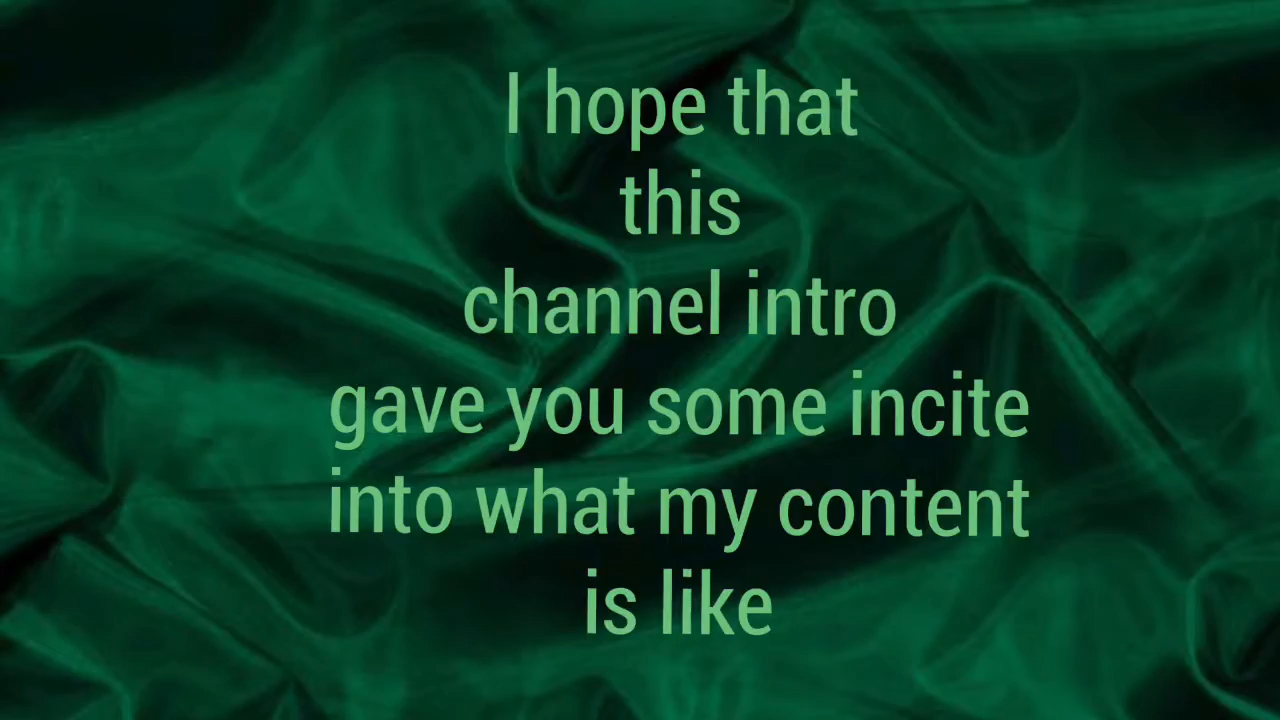 I hope that
this
channel intro
gave you some incite
into what my content
is like